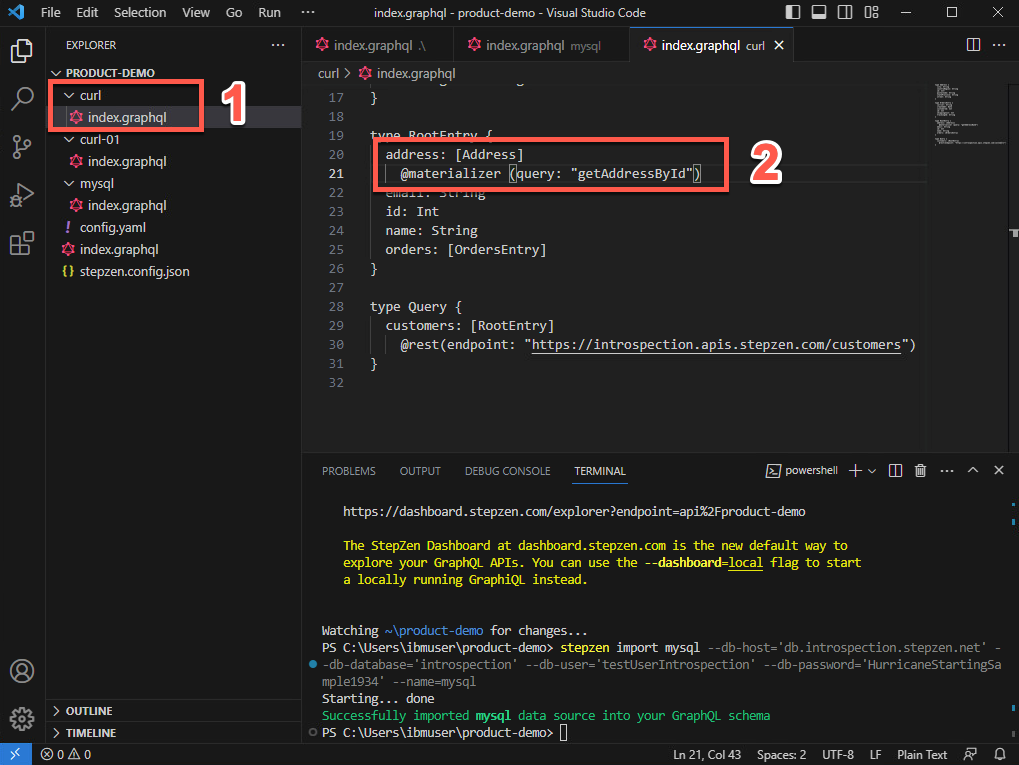 File Edit Selection View Go Run ··· index.graphql - product-demo - Visual Studio Code
EXPLORER ···
index.graphql .\ index.graphql mysql index.graphql curl
PRODUCT-DEMO
curl
index.graphql
curl-01
index.graphql
mysql
index.graphql
! config.yaml
index.graphql
{} stepzen.config.json
OUTLINE
TIMELINE
1
curl > index.graphql
17 }
18
19 type RootEntry {
20 address: [Address]
21 @materializer (query: "getAddressById")
2
22 email: String
23 id: Int
24 name: String
25 orders: [OrdersEntry]
26 }
27
28 type Query {
29 customers: [RootEntry]
30 @rest(endpoint: "https://introspection.apis.stepzen.com/customers")
31 }
32
PROBLEMS OUTPUT DEBUG CONSOLE TERMINAL powershell
https://dashboard.stepzen.com/explorer?endpoint=api%2Fproduct-demo
The StepZen Dashboard at dashboard.stepzen.com is the new default way to
explore your GraphQL APIs. You can use the --dashboard=local flag to start
a locally running GraphiQL instead.
Watching ~\product-demo for changes...
PS C:\Users\ibmuser\product-demo> stepzen import mysql --db-host='db.introspection.stepzen.net' -
-db-database='introspection' --db-user='testUserIntrospection' --db-password='HurricaneStartingSa
mple1934' --name=mysql
Starting... done
Successfully imported mysql data source into your GraphQL schema
PS C:\Users\ibmuser\product-demo>
0 0 Ln 21, Col 43 Spaces: 2 UTF-8 LF Plain Text